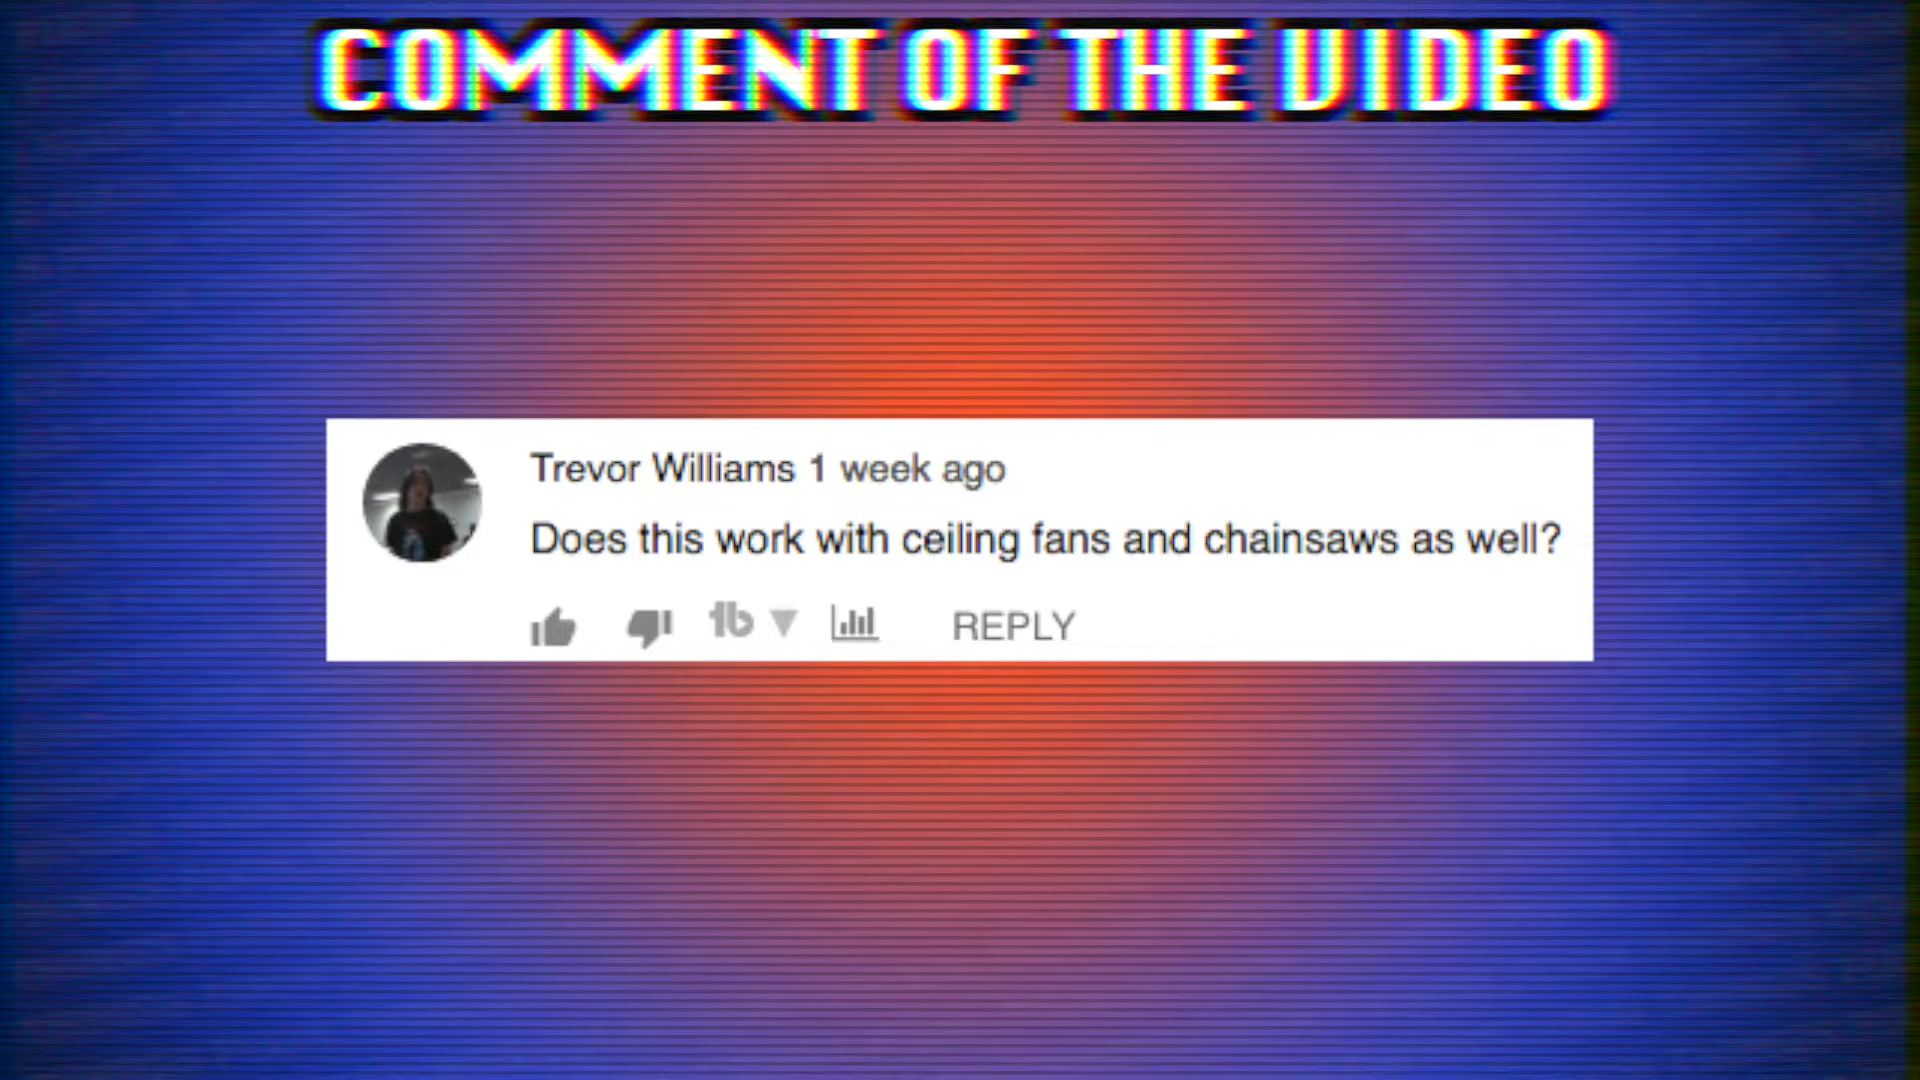 COMMENT OF THE VIDEO
Trevor Williams 1 week ago
Does this work with ceiling fans and chainsaws as well?
tb
REPLY